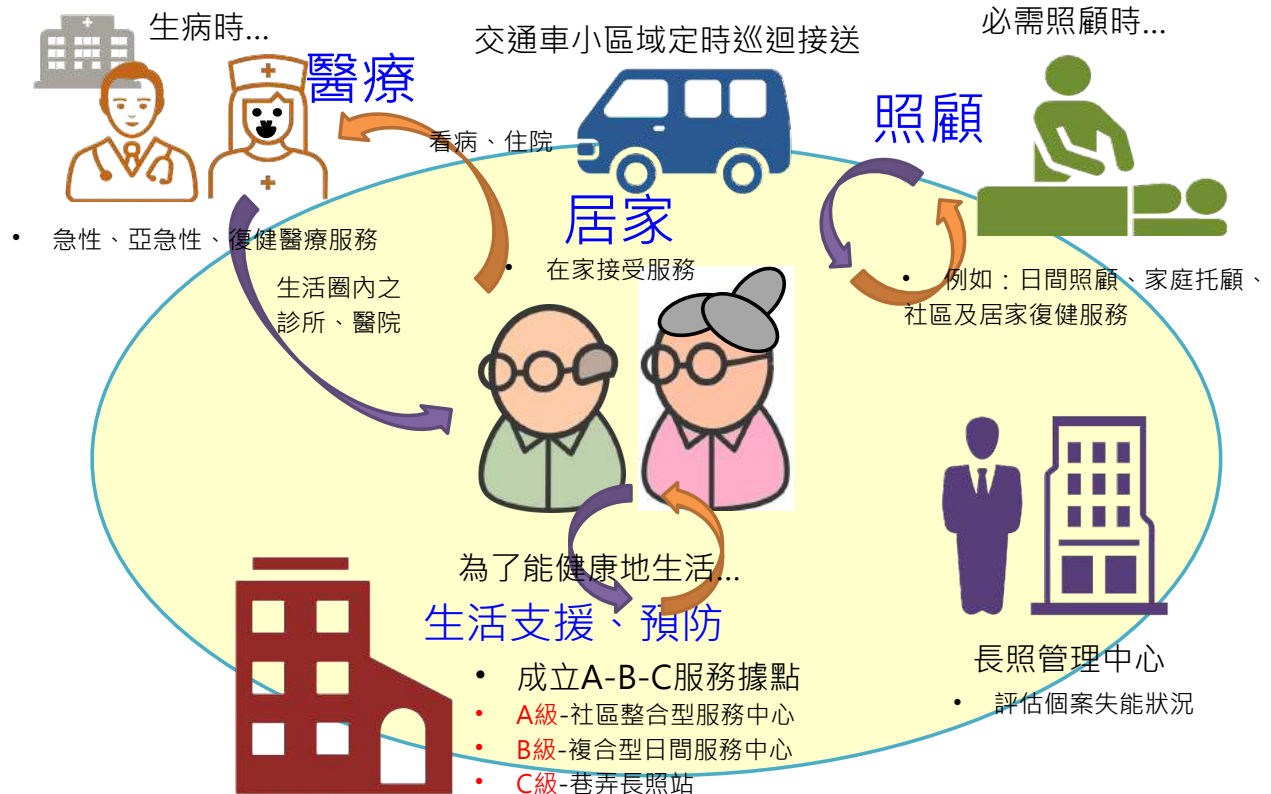 生病時...
醫療
交通車小區域定時巡迴接送
必需照顧時...
照顧
看病、住院
居家
• 在家接受服務
• 急性、亞急性、復健醫療服務
生活圈內之
診所、醫院
• 例如：日間照顧、家庭托顧、
社區及居家復健服務
為了能健康地生活...
生活支援、預防
• 成立A-B-C服務據點
• A級-社區整合型服務中心
• B級-複合型日間服務中心
• C級-巷弄長照站
長照管理中心
• 評估個案失能狀況